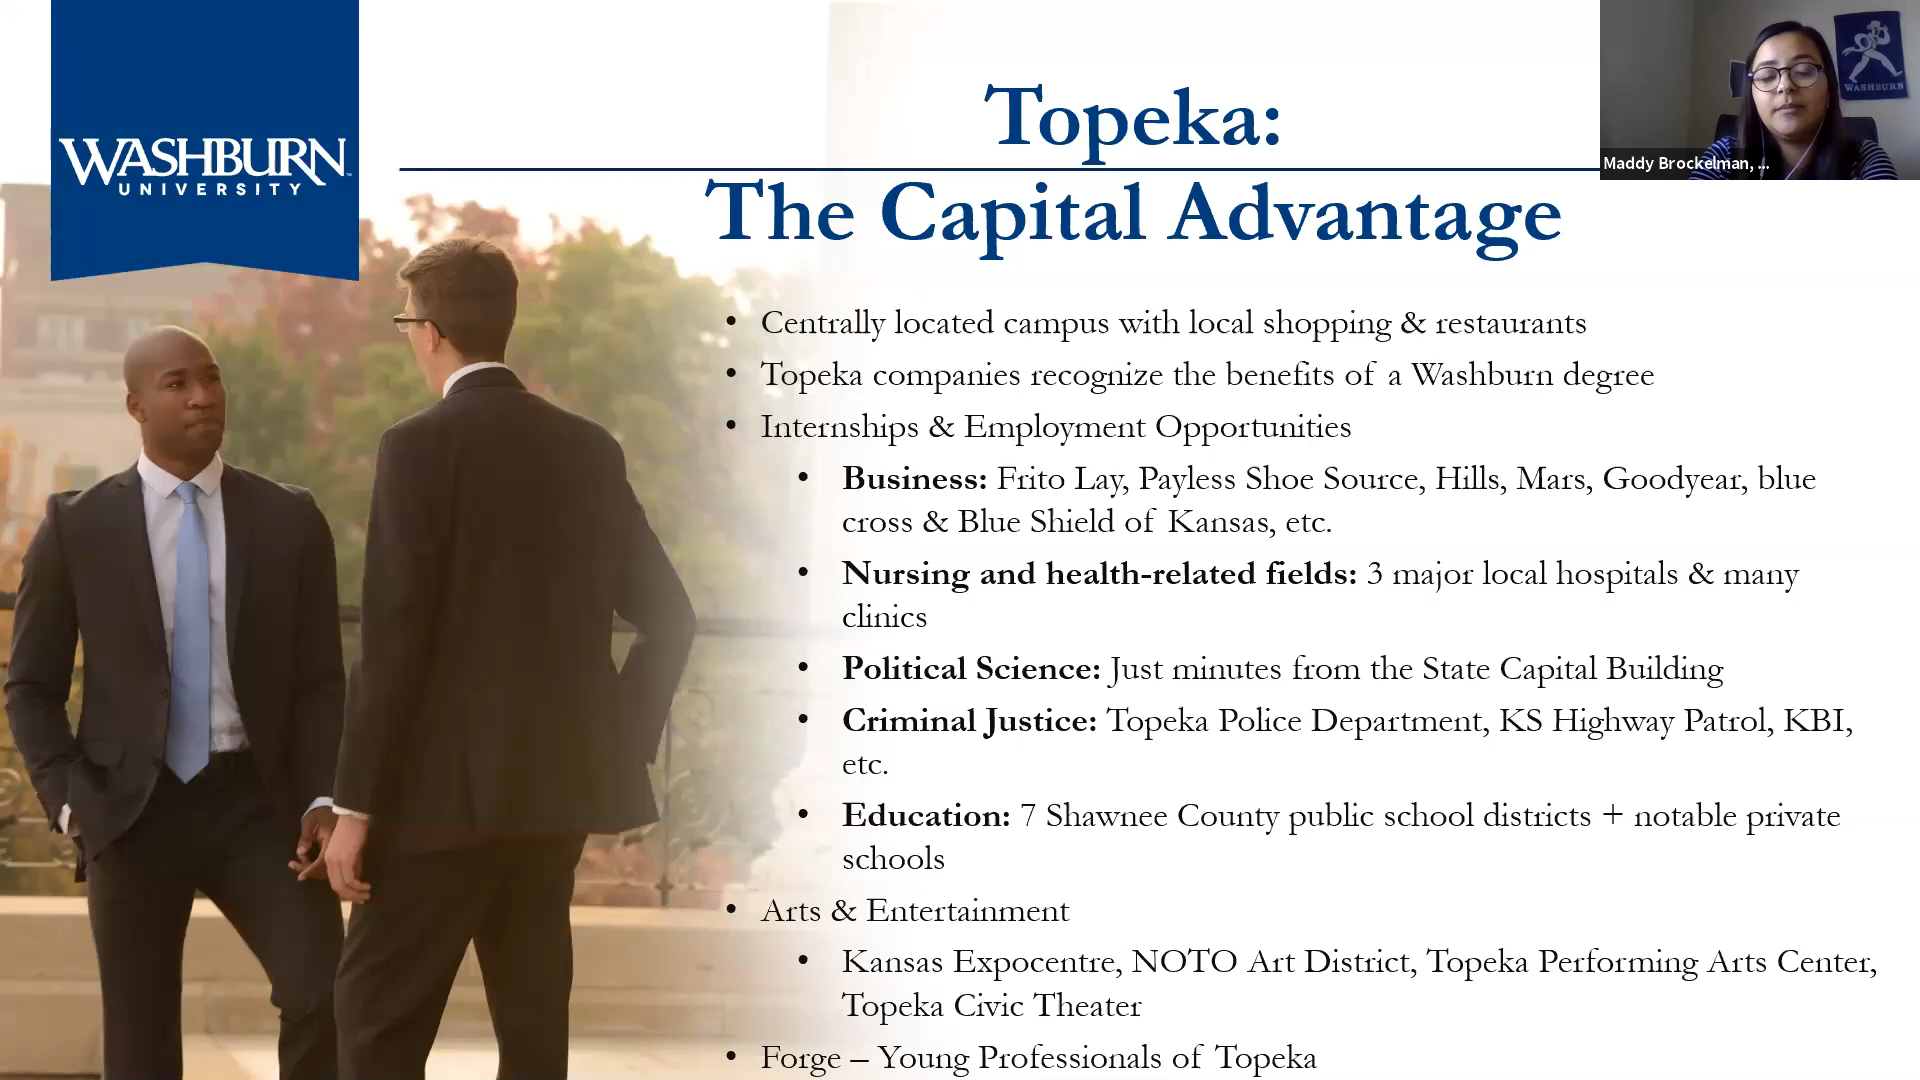 WASHBURN
UNIVERSITY
Topeka:
The Capital Advantage
WASHBURN
Maddy Brockelman, ...
• Centrally located campus with local shopping & restaurants
• Topeka companies recognize the benefits of a Washburn degree
• Internships & Employment Opportunities
• Business: Frito Lay, Payless Shoe Source, Hills, Mars, Goodyear, blue
cross & Blue Shield of Kansas, etc.
• Nursing and health-related fields: 3 major local hospitals & many
clinics
• Political Science: Just minutes from the State Capital Building
• Criminal Justice: Topeka Police Department, KS Highway Patrol, KBI,
etc.
• Education: 7 Shawnee County public school districts + notable private
schools
• Arts & Entertainment
• Kansas Expocentre, NOTO Art District, Topeka Performing Arts Center,
Topeka Civic Theater
• Forge – Young Professionals of Topeka